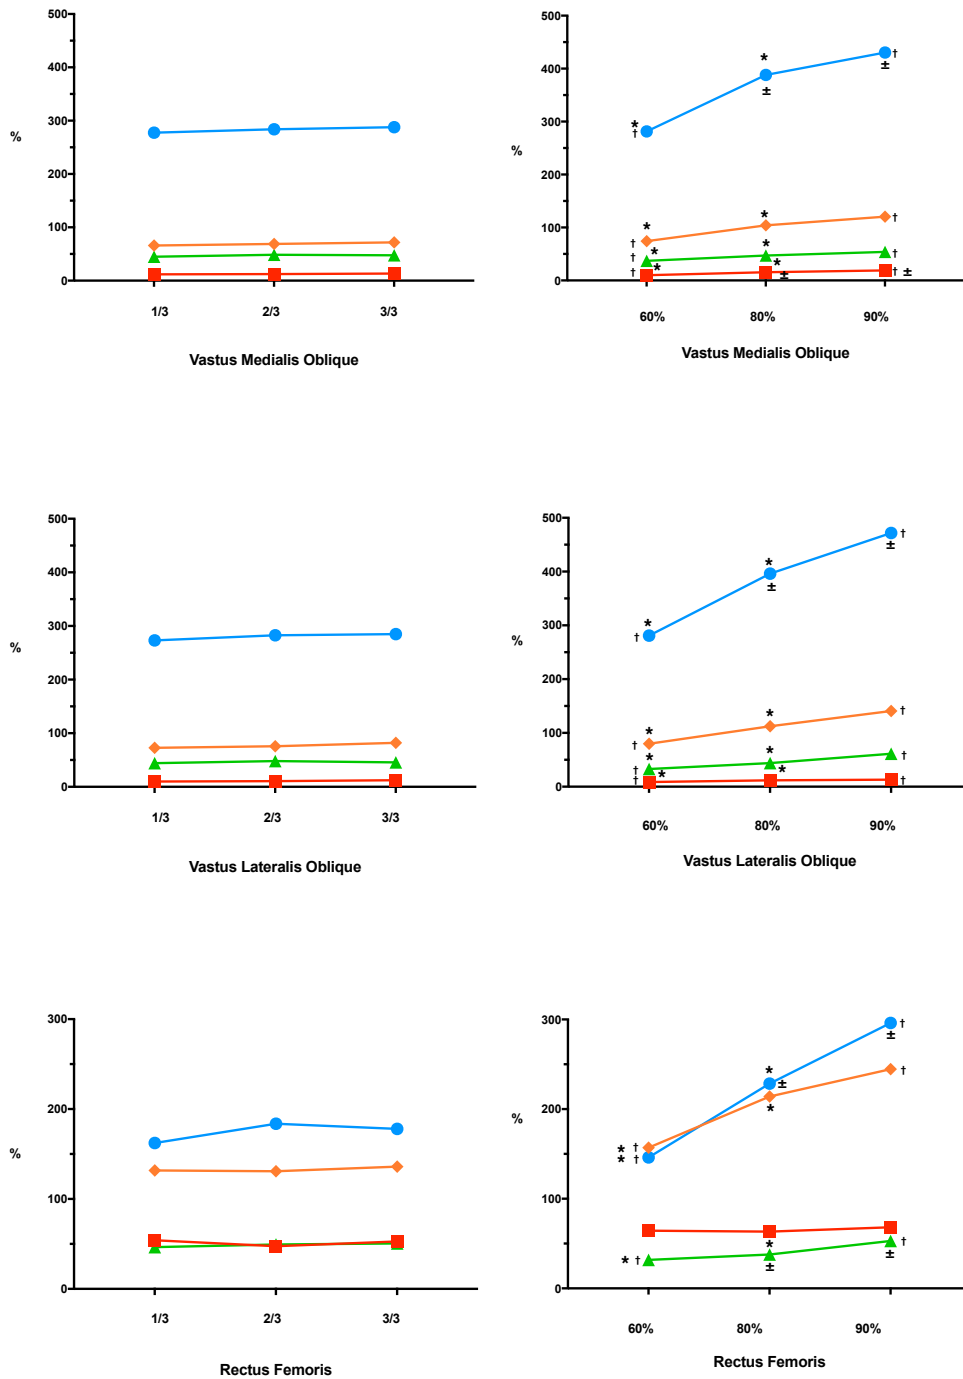 500
400
300
200
100
0
%
1/3 2/3 3/3
Vastus Medialis Oblique
500
400
300
200
100
0
%
* † * ± † ±
* † * †
* † * †
* † * ± † ±
60% 80% 90%
Vastus Medialis Oblique
500
400
300
200
100
0
%
1/3 2/3 3/3
Vastus Lateralis Oblique
500
400
300
200
100
0
%
* † * ± † ±
* † * †
* † * †
* † * †
60% 80% 90%
Vastus Lateralis Oblique
300
200
100
0
%
1/3 2/3 3/3
Rectus Femoris
300
200
100
0
%
* † * ± † ±
* † * †
* † * ± † ±
60% 80% 90%
Rectus Femoris